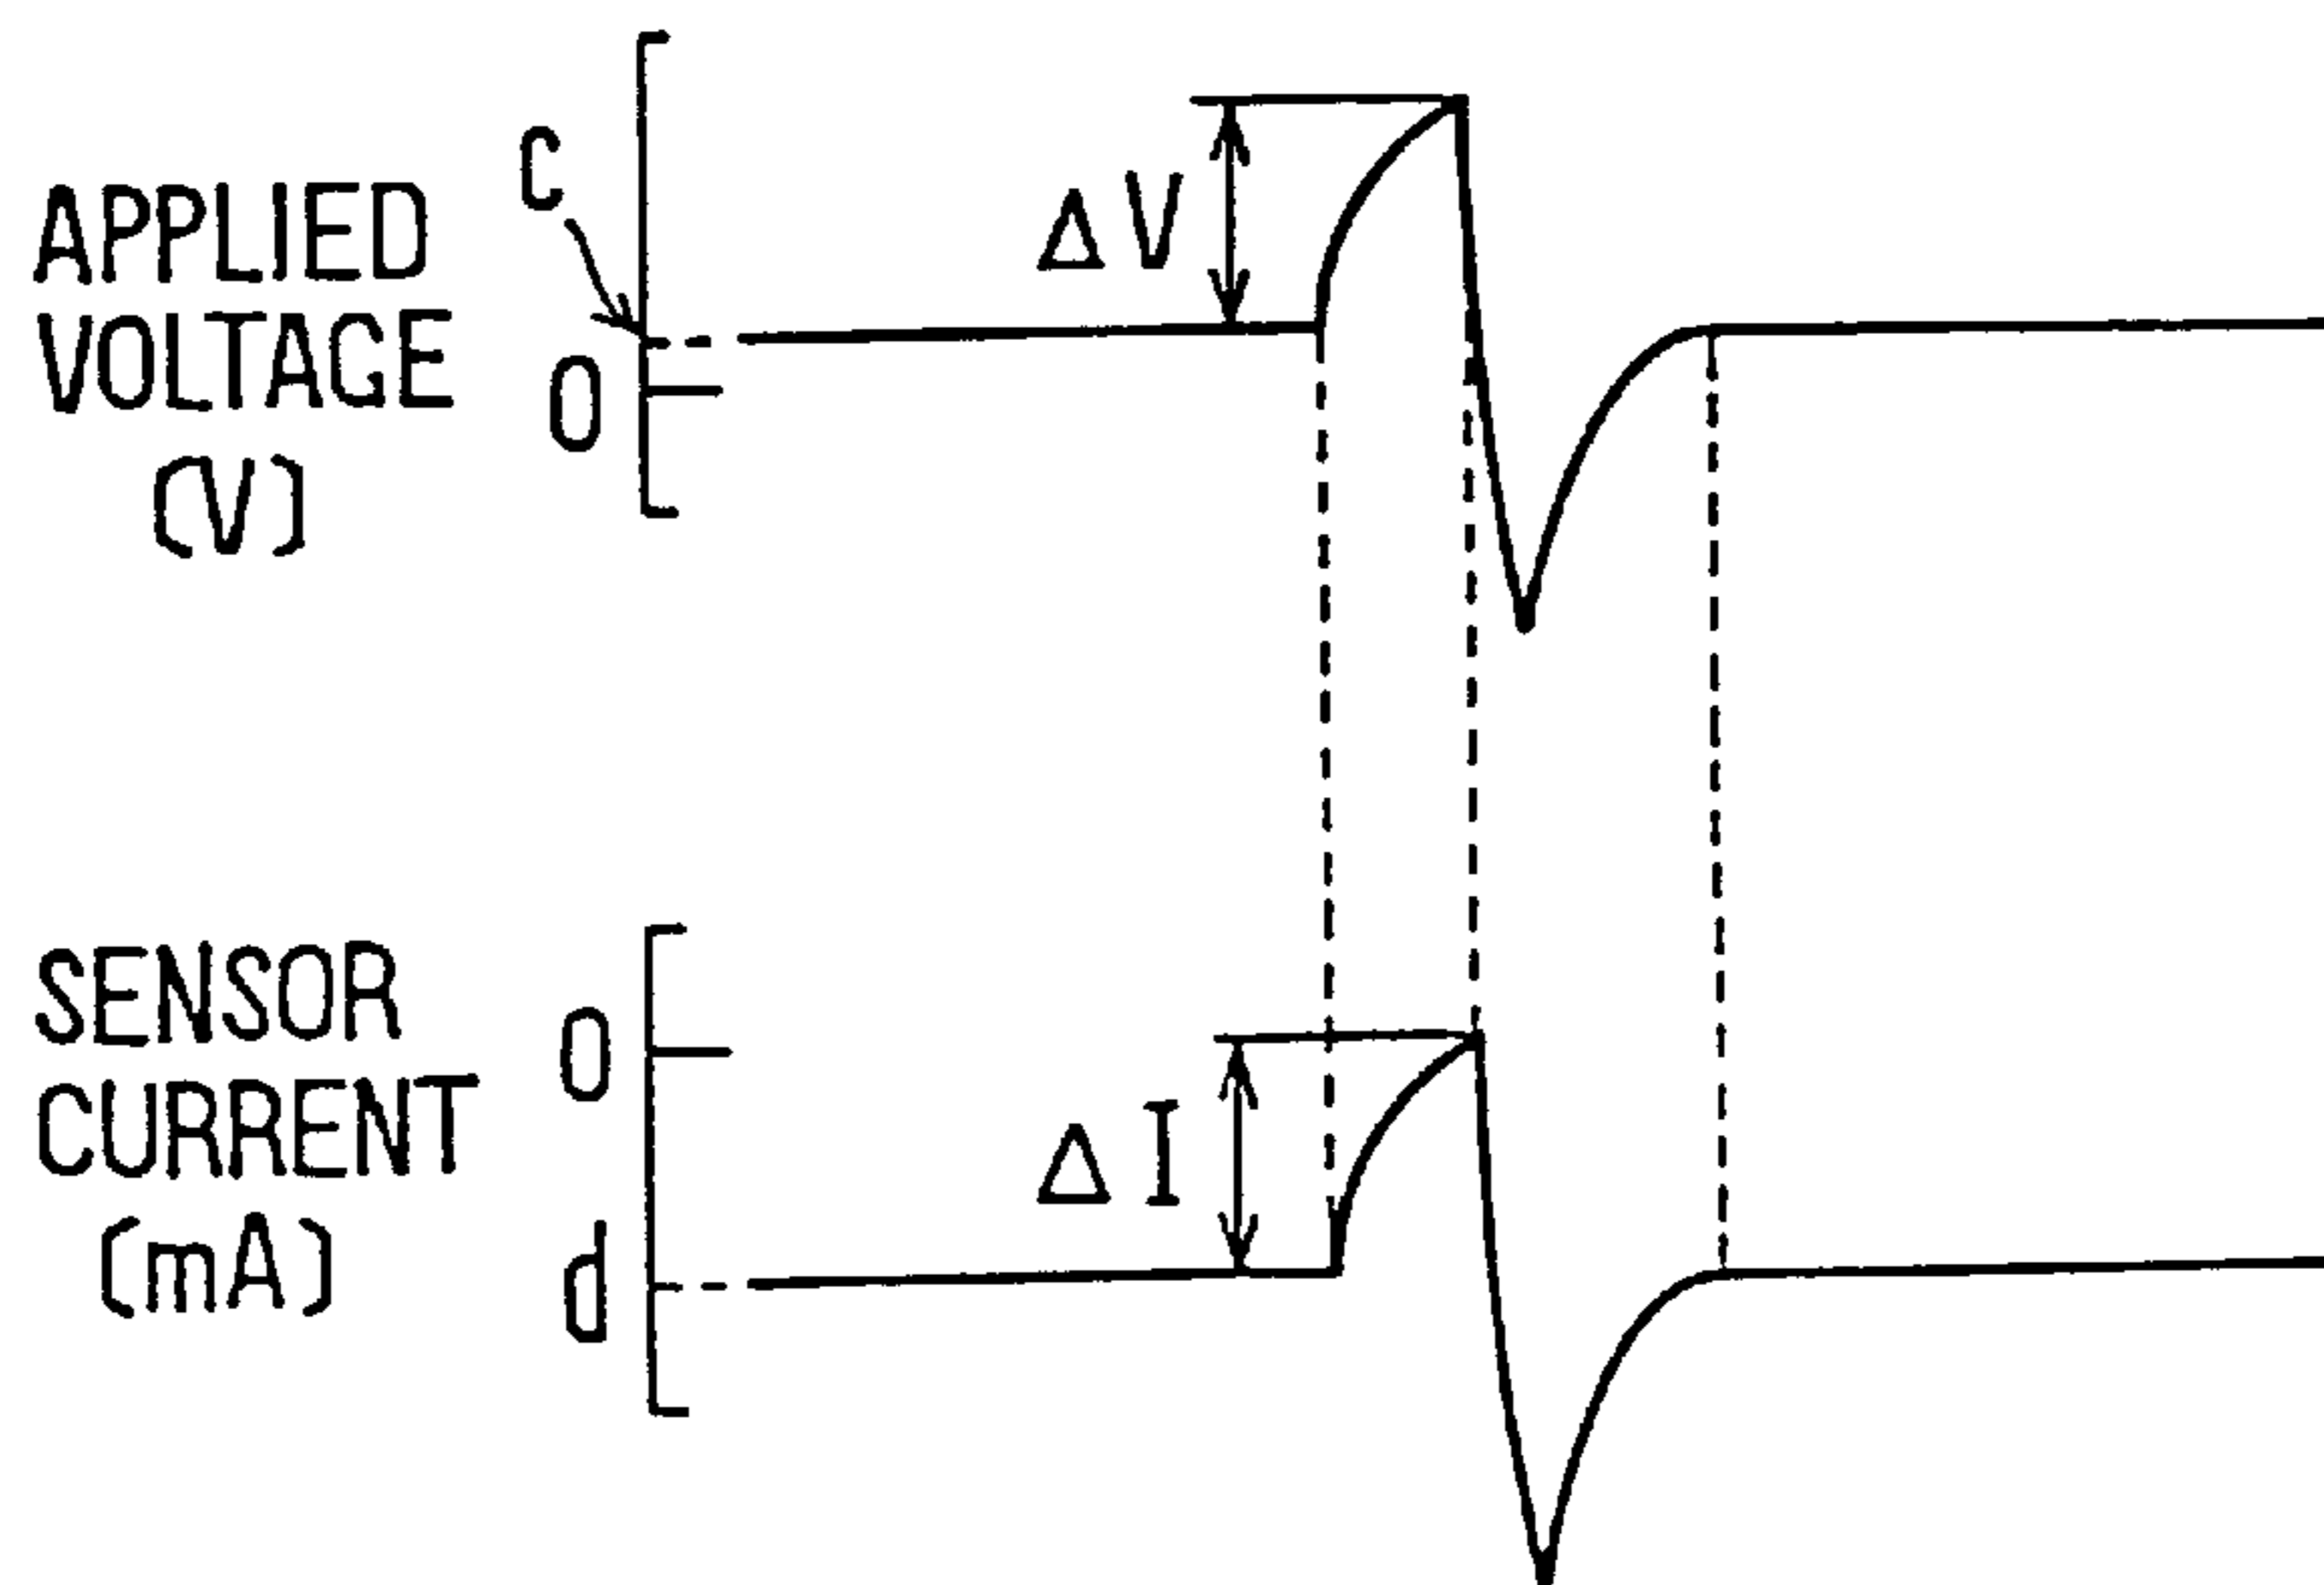 C
ΔV
APPLIED
VOLTAGE
(V)
0
SENSOR
CURRENT
(mA)
0
ΔI
d